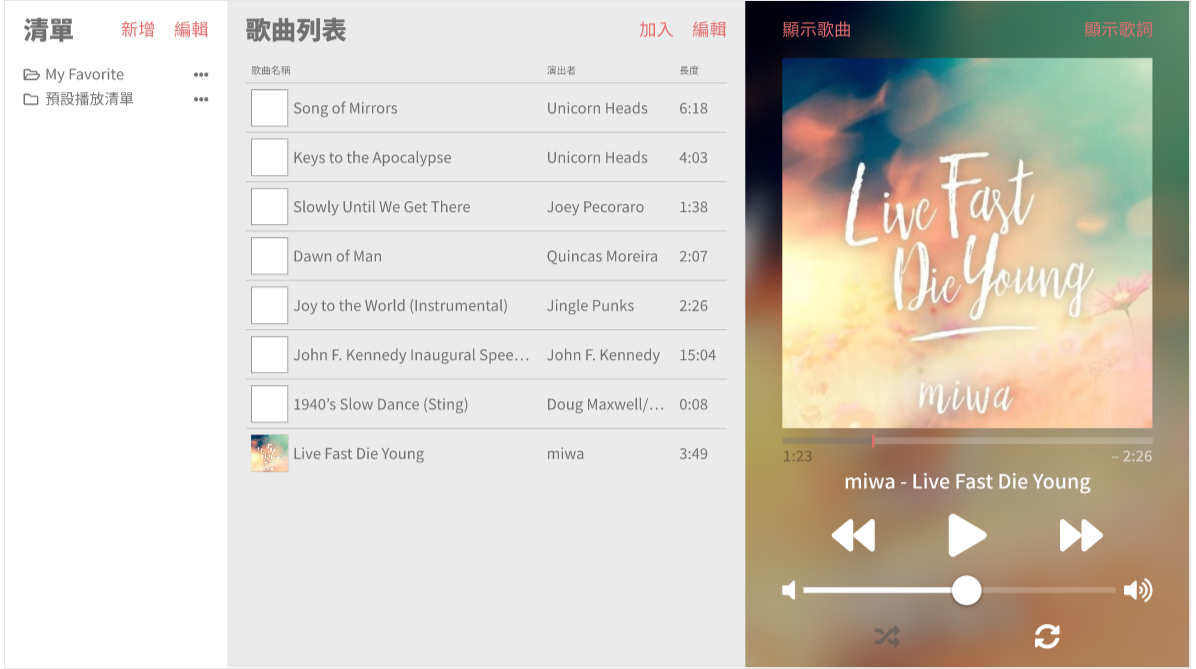 清單 新增 編輯
My Favorite •••
預設播放清單 •••
歌曲列表 加入 編輯
歌曲名稱 演出者 長度
Song of Mirrors Unicorn Heads 6:18
Keys to the Apocalypse Unicorn Heads 4:03
Slowly Until We Get There Joey Pecoraro 1:38
Dawn of Man Quincas Moreira 2:07
Joy to the World (Instrumental) Jingle Punks 2:26
John F. Kennedy Inaugural Spee… John F. Kennedy 15:04
1940’s Slow Dance (Sting) Doug Maxwell/… 0:08
Live Fast Die Young miwa 3:49
顯示歌曲 顯示歌詞
Live Fast
Die Young
miwa
1:23 – 2:26
miwa - Live Fast Die Young